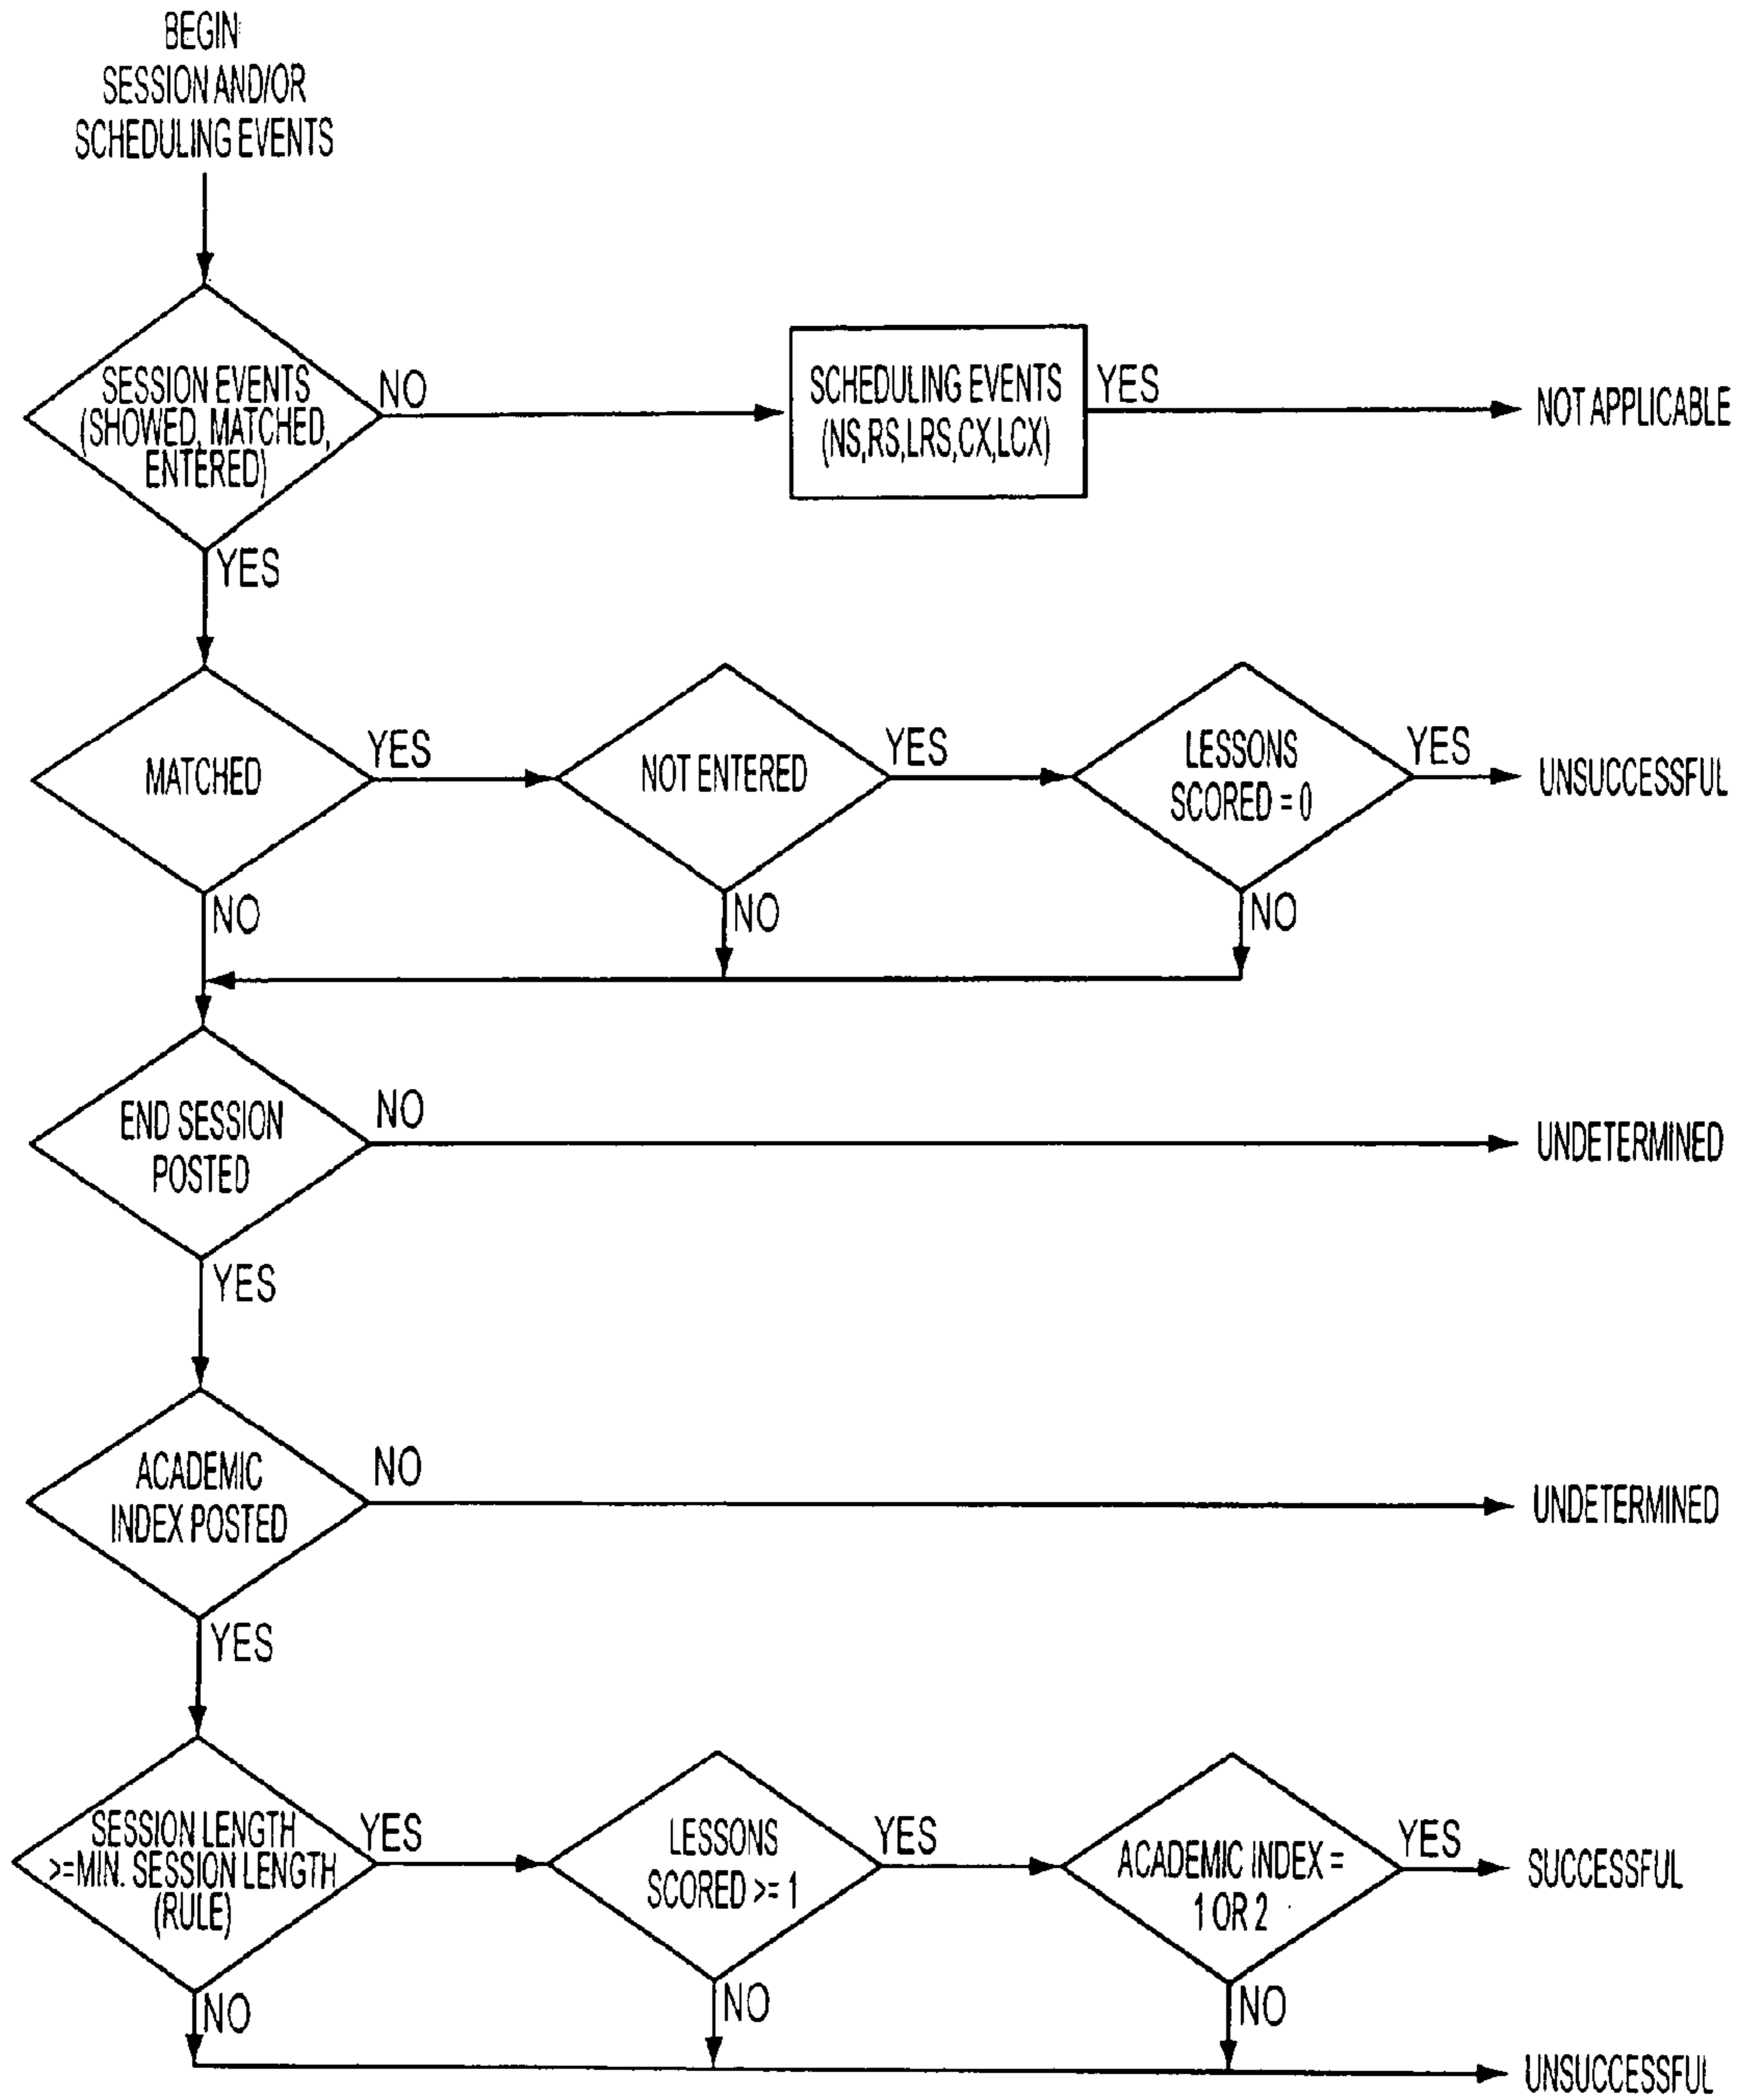 BEGIN
SESSION AND/OR
SCHEDULING EVENTS
SESSION EVENTS
(SHOWED, MATCHED,
ENTERED)
NO
SCHEDULING EVENTS
(NS,RS,LRS,CX,LCX)
YES
NOT APPLICABLE
YES
MATCHED
YES
NOT ENTERED
YES
LESSONS
SCORED = 0
YES
UNSUCCESSFUL
NO
NO
NO
END SESSION
POSTED
NO
UNDETERMINED
YES
ACADEMIC
INDEX POSTED
NO
UNDETERMINED
YES
SESSION LENGTH
>=MIN. SESSION LENGTH
(RULE)
YES
LESSONS
SCORED >= 1
YES
ACADEMIC INDEX =
1 OR 2
YES
SUCCESSFUL
NO
NO
NO
UNSUCCESSFUL